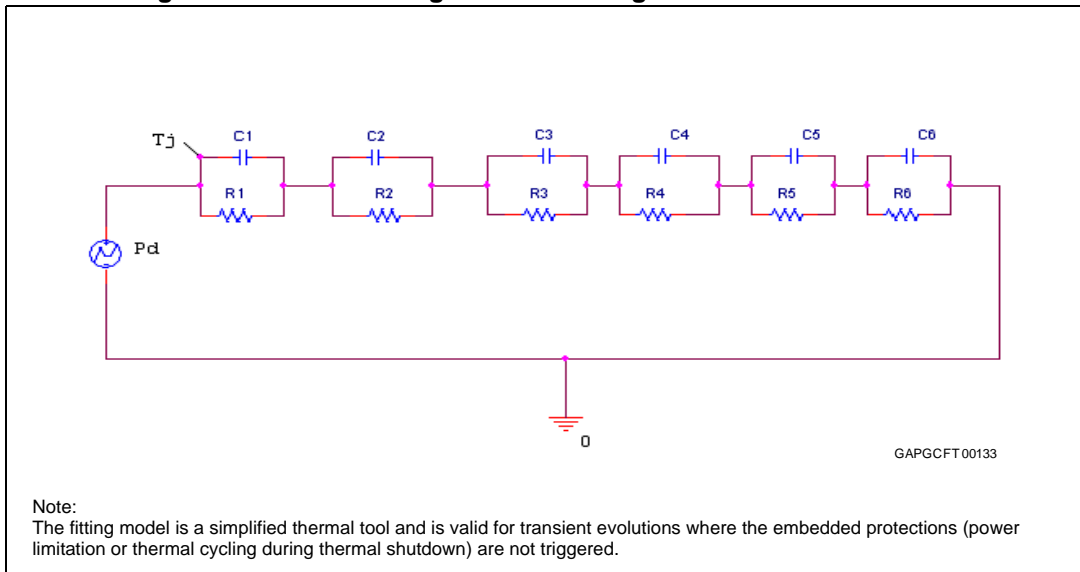 Tj C1 C2 C3 C4 C5 C6
R1 R2 R3 R4 R5 R6
Pd
0
GAPGCFT00133
Note:
The fitting model is a simplified thermal tool and is valid for transient evolutions where the embedded protections (power
limitation or thermal cycling during thermal shutdown) are not triggered.